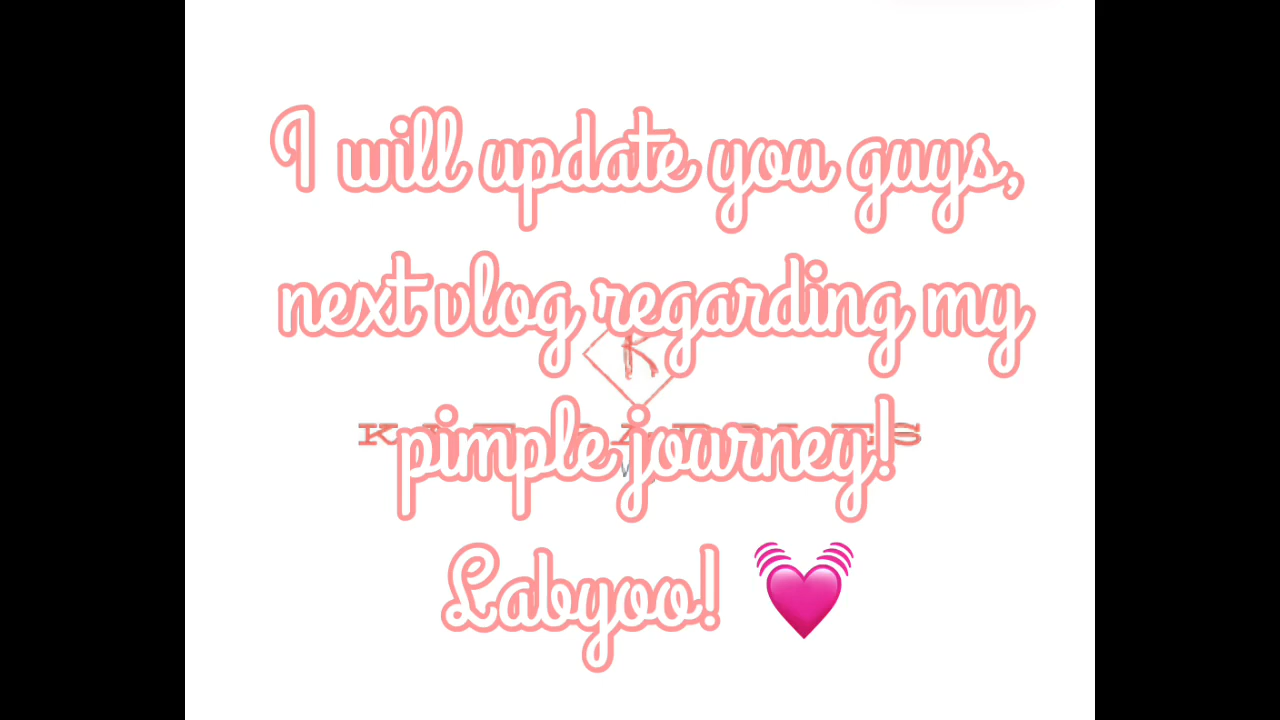 I will update you guys,
next vlog regarding my
K
pimple journey!
Labyoo! 💓